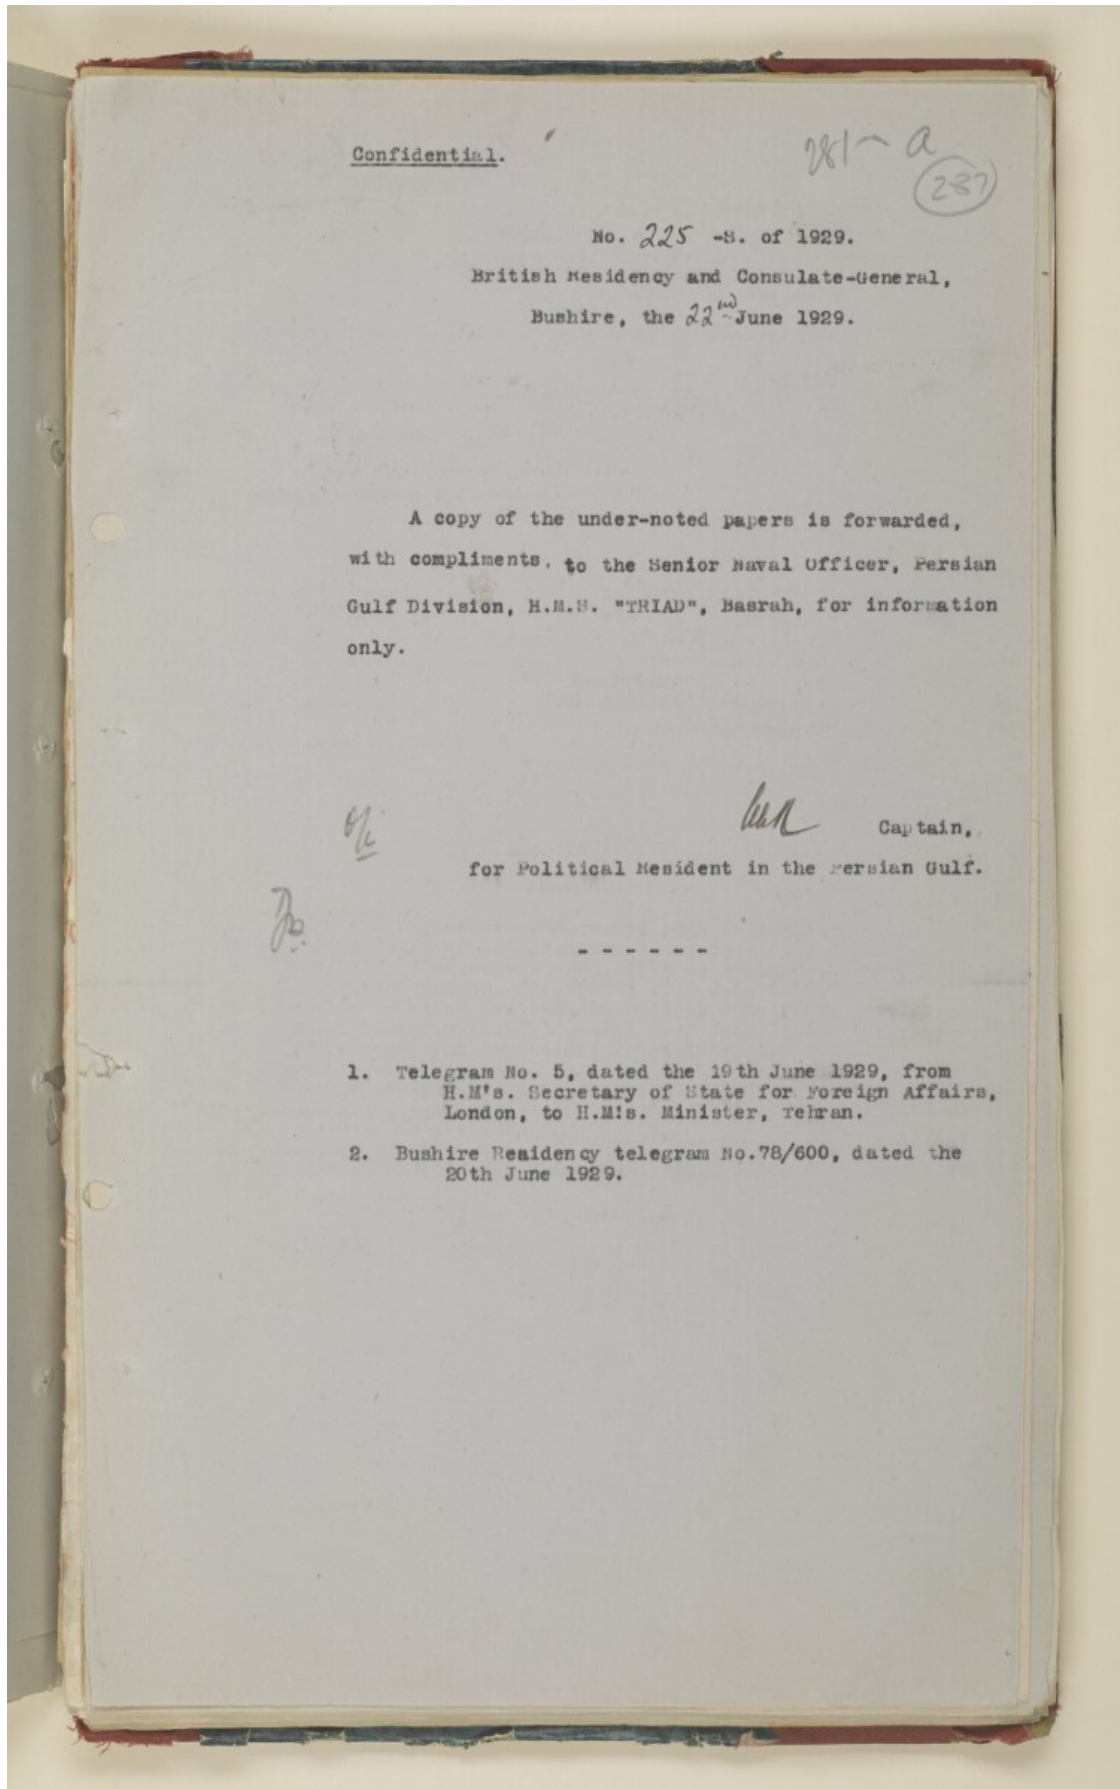 Confidential.
281-a
287
No. 225 -S. of 1929.
British Residency and Consulate-General,
Bushire, the 22nd June 1929.
A copy of the under-noted papers is forwarded,
with compliments, to the Senior Naval Officer, Persian
Gulf Division, H.M.S. "TRIAD", Basrah, for information
only.
Captain,
for Political Resident in the Persian Gulf.
- - - - - -
1. Telegram No. 5, dated the 19th June 1929, from
H.M's. Secretary of State for Foreign Affairs,
London, to H.M's. Minister, Tehran.
2. Bushire Residency telegram No.78/600, dated the
20th June 1929.